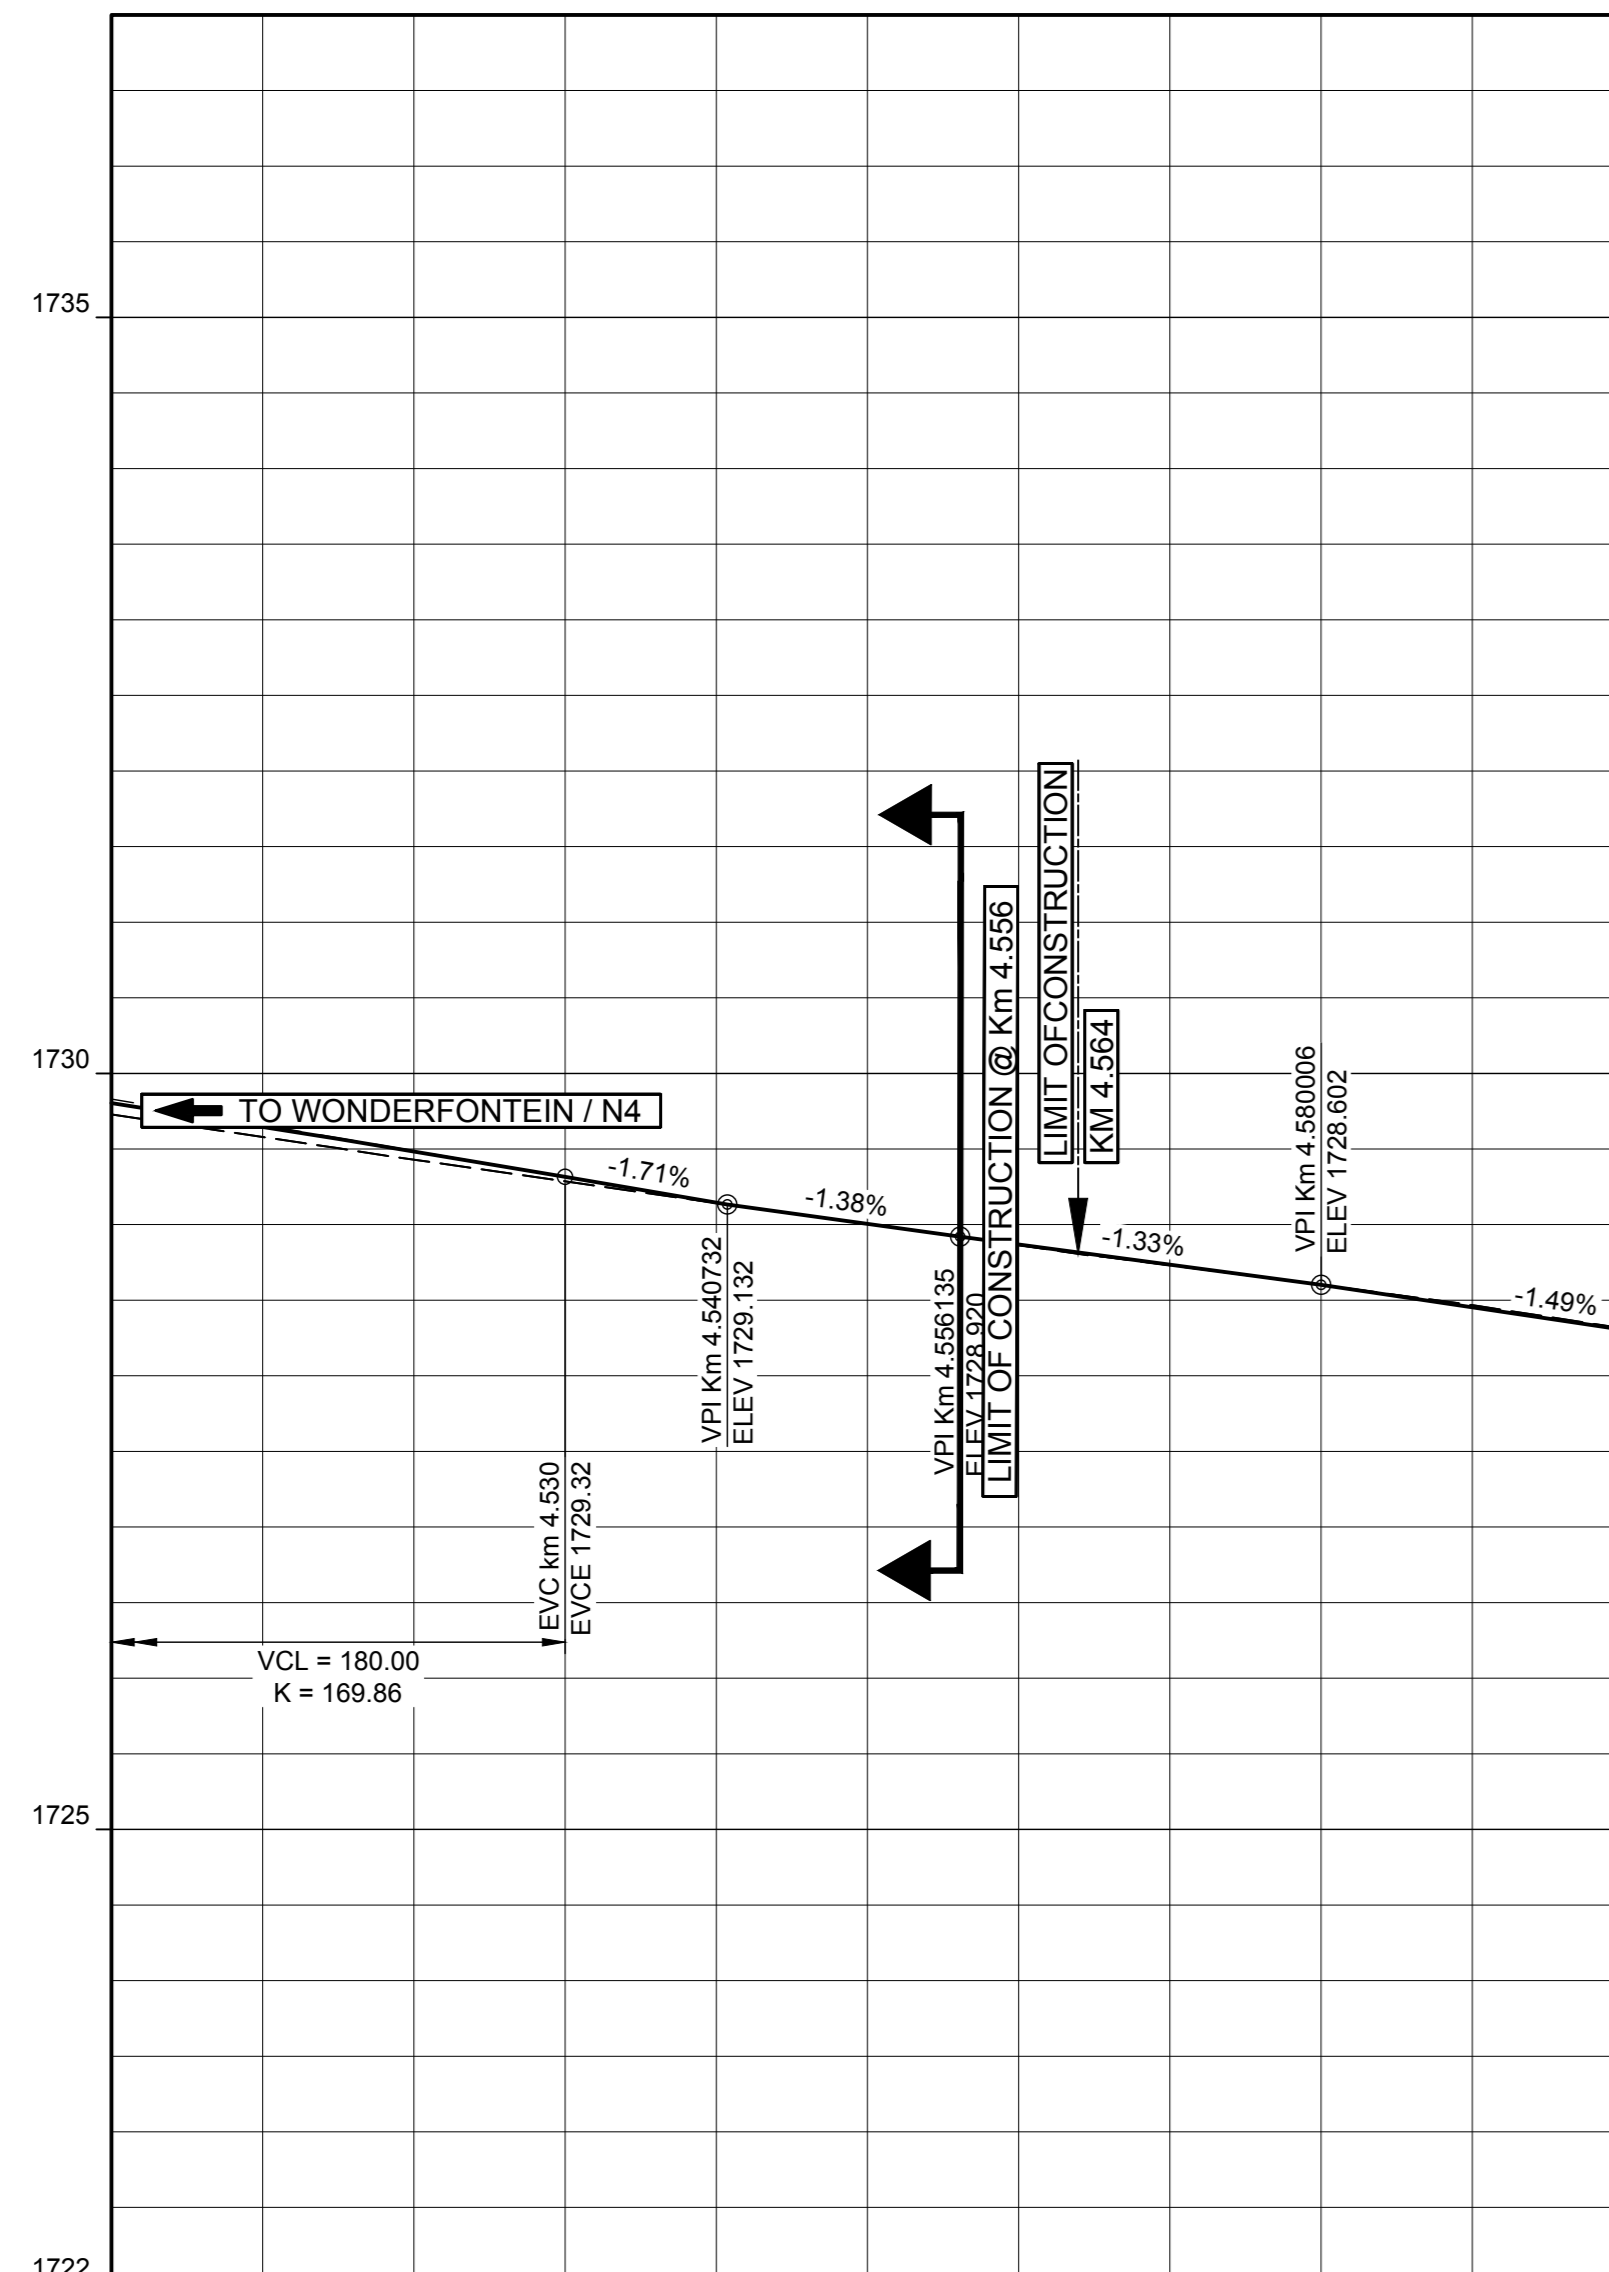 1735
1730
1725
1722
TO WONDERFONTEIN / N4
-1.71%
-1.38%
-1.33%
-1.49%
LIMIT OFCONSTRUCTION
KM 4.564
LIMIT OF CONSTRUCTION @ Km 4.556
VPI Km 4.580006
ELEV 1728.602
VPI Km 4.540732
ELEV 1729.132
VPI Km 4.556135
ELEV 1728.920
EVC km 4.530
EVCE 1729.32
VCL = 180.00
K = 169.86